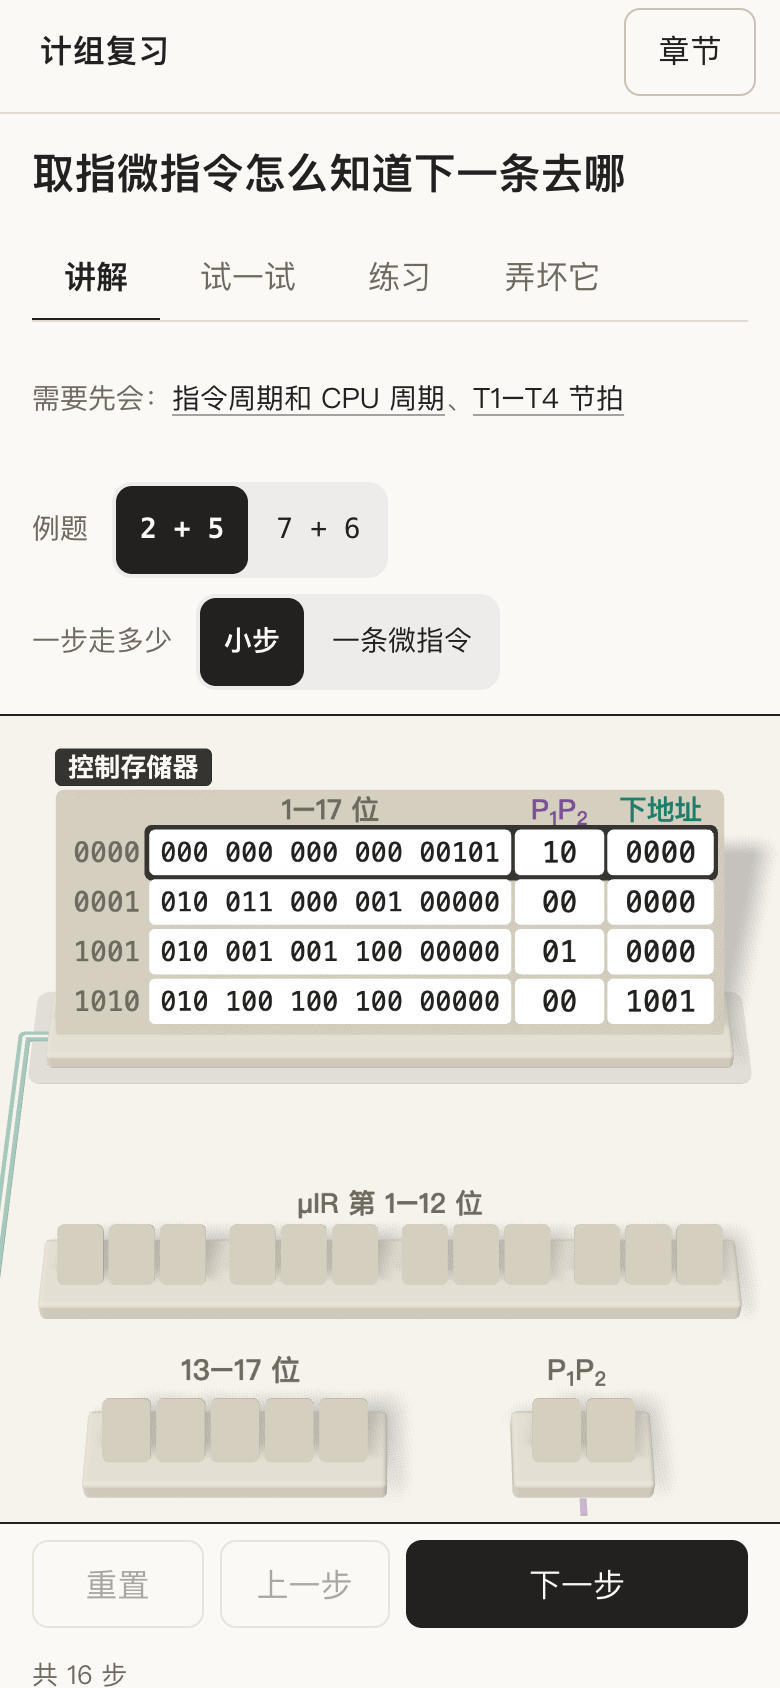 计组复习
章节
取指微指令怎么知道下一条去哪
讲解 试一试 练习 弄坏它
需要先会：指令周期和 CPU 周期、T1—T4 节拍
例题 2 + 5 7 + 6
一步走多少 小步 一条微指令
控制存储器
1—17 位 P₁P₂ 下地址
0000 000 000 000 000 00101 10 0000
0001 010 011 000 001 00000 00 0000
1001 010 001 001 100 00000 01 0000
1010 010 100 100 100 00000 00 1001
μIR 第 1—12 位
13—17 位 P₁P₂
重置 上一步 下一步
共 16 步